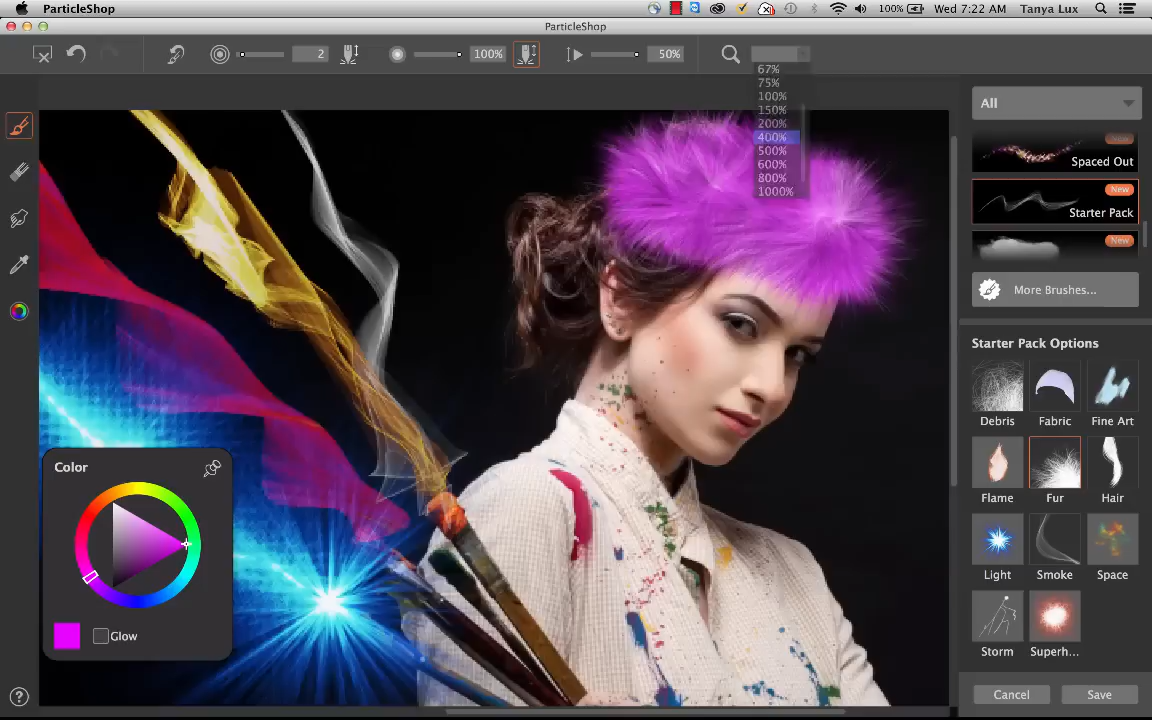 ParticleShop
100%
Wed 7:22 AM
Tanya Lux
ParticleShop
2
100%
50%
67%
75%
100%
150%
200%
400%
500%
600%
800%
1000%
All
New
Spaced Out
New
Starter Pack
New
More Brushes...
Starter Pack Options
Debris
Fabric
Fine Art
Flame
Fur
Hair
Light
Smoke
Space
Storm
Superh...
Color
Glow
?
Cancel
Save